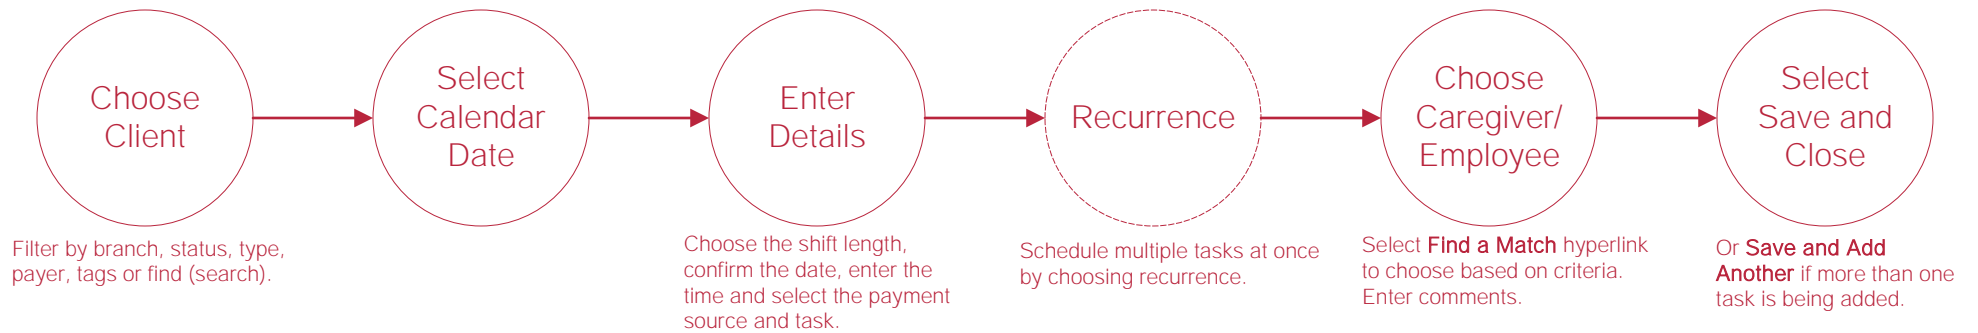 Choose
Client
Select
Calendar
Date
Enter
Details
Recurrence
Choose
Caregiver/
Employee
Select
Save and
Close
Filter by branch, status, type,
payer, tags or find (search).
Choose the shift length,
confirm the date, enter the
time and select the payment
source and task.
Schedule multiple tasks at once
by choosing recurrence.
Select Find a Match hyperlink
to choose based on criteria.
Enter comments.
Or Save and Add
Another if more than one
task is being added.